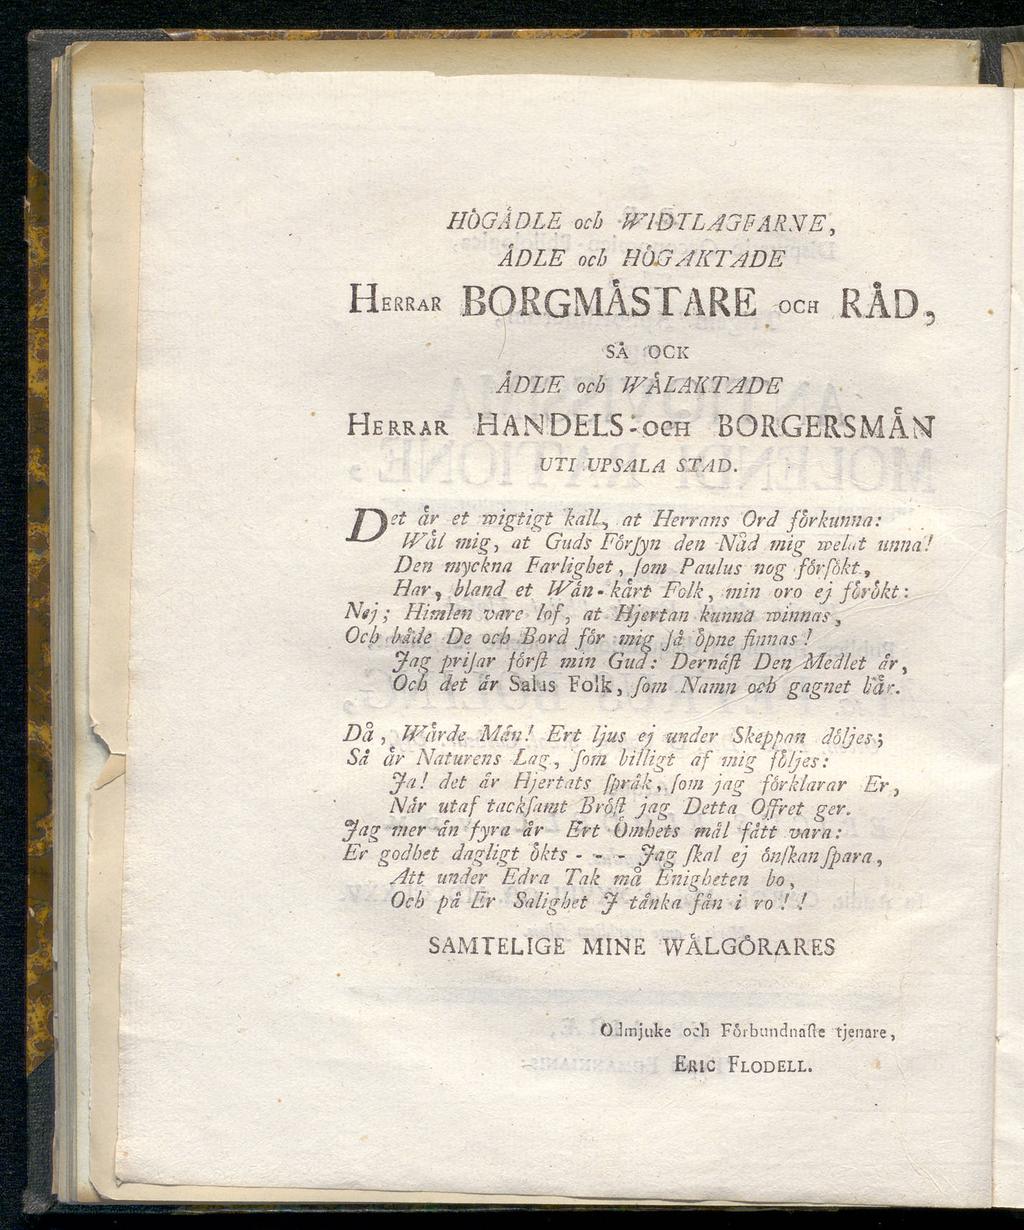 HÖGÄDLE och WIDTLAGFARNE,
ÄDLE och HÖGAKTADE
HERRAR BORGMÄSTARE OCH RÅD,
SÅ OCK
ÄDLE och WÄLAKTADE
HERRAR HANDELS- OCH BORGERSMÄN
UTI UPSALA STAD.
Det är et wigtigt kall, at Herrans Ord förkunna:
Wäl mig, at Guds Förſyn den Nåd mig welat unna!
Den myckna Farlighet, ſom Paulus nog förſökt,
Har, bland et Wän-kärt Folk, min oro ej förökt:
Nej; Himlen vare lof, at Hjertan kunna winnas,
Och både De och Bord för mig ſå öpne finnas!
Jag priſar förſt min Gud: Dernäſt Den Medlet är,
Och det är Salus Folk, ſom Namn och gagnet bär.
Då, Wärde Män! Ert ljus ej under Skeppan döljes;
Så är Naturens Lag, ſom billigt af mig följes:
Ja! det är Hjertats ſpråk, ſom jag förklarar Er,
När utaf tackſamt Bröſt jag Detta Offret ger.
Jag mer än fyra år Ert Ömhets mål fått vara:
Er godhet dagligt ökts - - - Jag ſkal ej önſkan ſpara,
Att under Edra Tak må Enigheten bo,
Och på Er Salighet J tänka fån i ro!!
SAMTELIGE MINE WÄLGÖRARES
Ödmjuke och Förbundnaſte tjenare,
ERIC FLODELL.